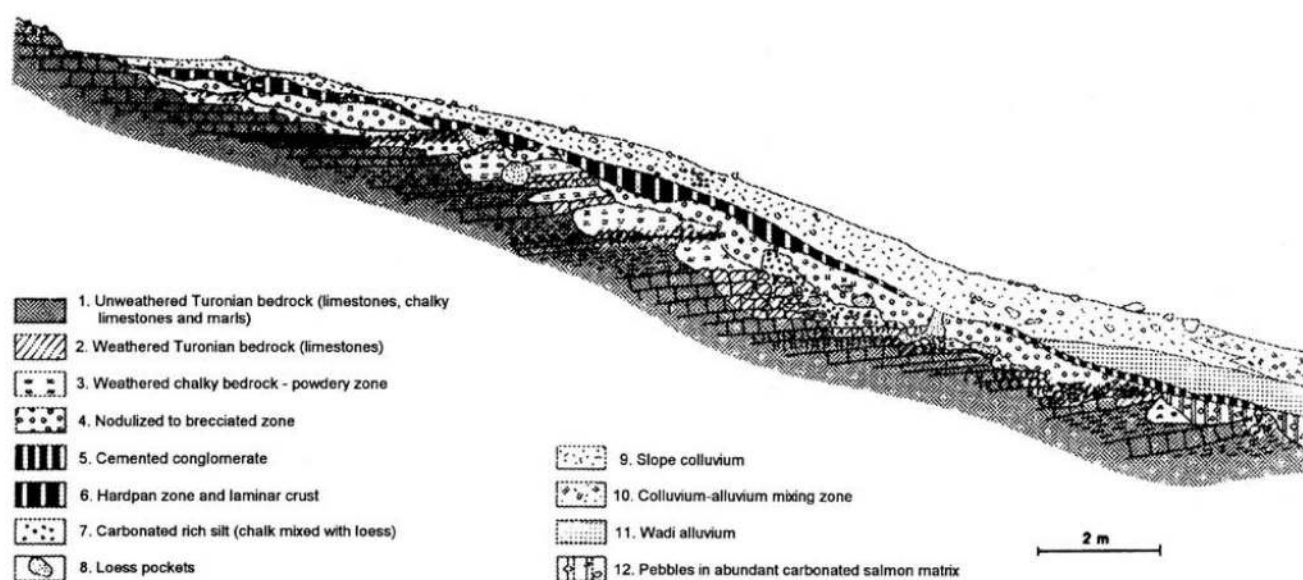 1. Unweathered Turonian bedrock (limestones, chalky
limestones and marls)
2. Weathered Turonian bedrock (limestones)
3. Weathered chalky bedrock - powdery zone
4. Nodulized to brecciated zone
5. Cemented conglomerate
6. Hardpan zone and laminar crust
7. Carbonated rich silt (chalk mixed with loess)
8. Loess pockets
9. Slope colluvium
10. Colluvium-alluvium mixing zone
11. Wadi alluvium
12. Pebbles in abundant carbonated salmon matrix
2 m